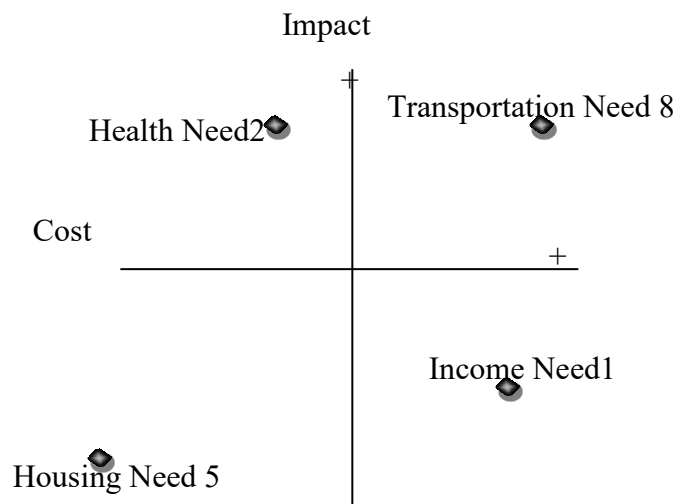 Impact
+
Transportation Need 8
Health Need2
Cost
+
Income Need1
Housing Need 5